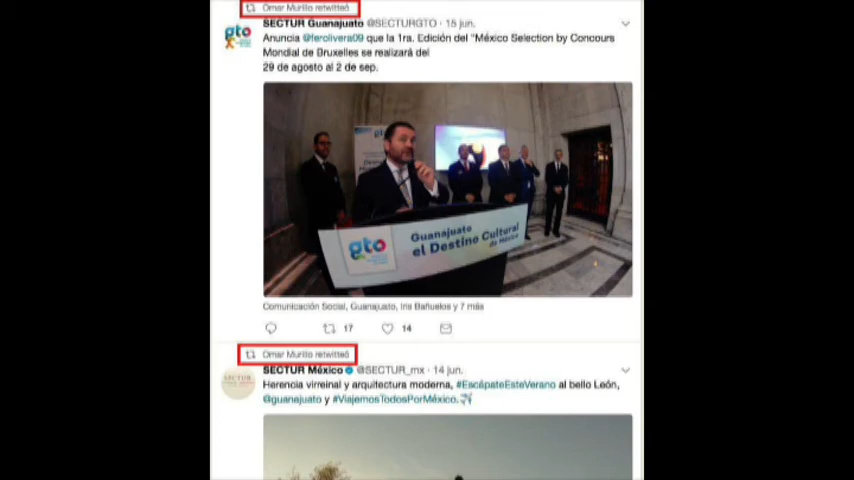 Omar Murillo retwitteó
SECTUR Guanajuato @SECTURGTO · 15 jun.
Anuncia @ferolivera09 que la 1ra. Edición del "México Selection by Concours
Mondial de Bruxelles se realizará del
29 de agosto al 2 de sep.
gto
gto
Guanajuato
el Destino Cultural
de México
gto
Comunicación Social, Guanajuato, Iris Bañuelos y 7 más
17 14
Omar Murillo retwitteó
SECTUR México @SECTUR_mx · 14 jun.
SECTUR
Herencia virreinal y arquitectura moderna, #EscápateEsteVerano al bello León,
@guanajuato y #ViajemosTodosPorMéxico.